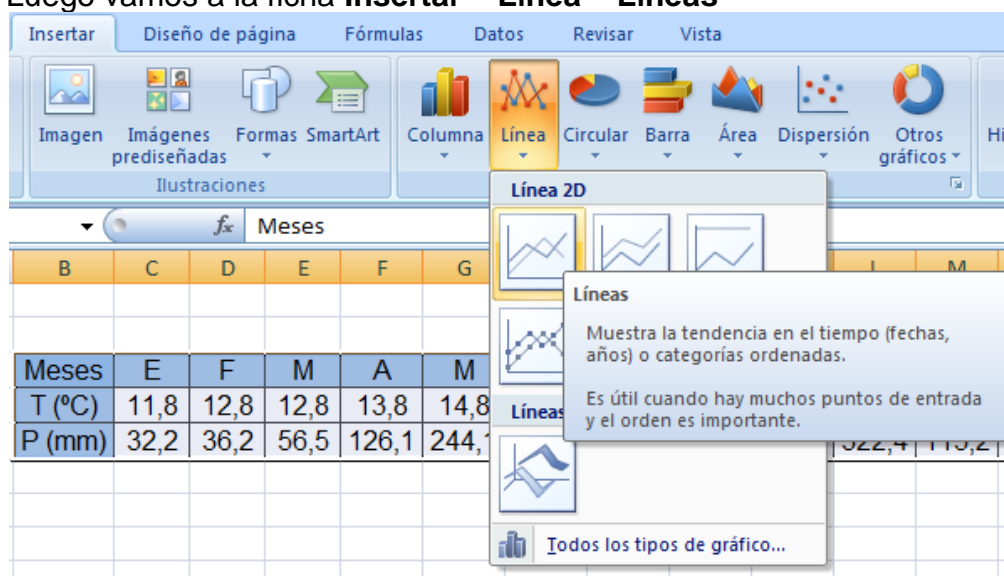 Luego vamos a la ficha Insertar – Línea – Líneas
Insertar Diseño de página Fórmulas Datos Revisar Vista
Imagen Imágenes prediseñadas Formas SmartArt Columna Línea Circular Barra Área Dispersión Otros gráficos Hi
Ilustraciones
Línea 2D
fx Meses
B C D E F G L M
Líneas
Muestra la tendencia en el tiempo (fechas,
años) o categorías ordenadas.
Es útil cuando hay muchos puntos de entrada
y el orden es importante.
Meses E F M A M
T (ºC) 11,8 12,8 12,8 13,8 14,8
Líneas
P (mm) 32,2 36,2 56,5 126,1 244,1
Todos los tipos de gráfico...